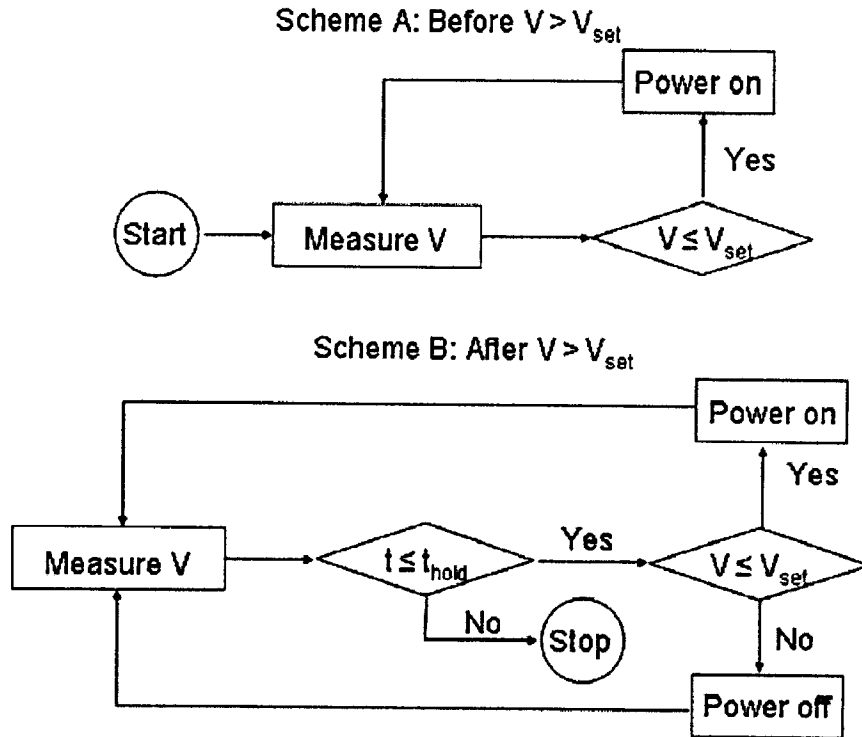 Scheme A: Before V > Vset
Power on
Yes
Start
Measure V
V ≤ Vset
Scheme B: After V > Vset
Power on
Yes
Measure V
t ≤ thold
Yes
V ≤ Vset
No
Stop
No
Power off